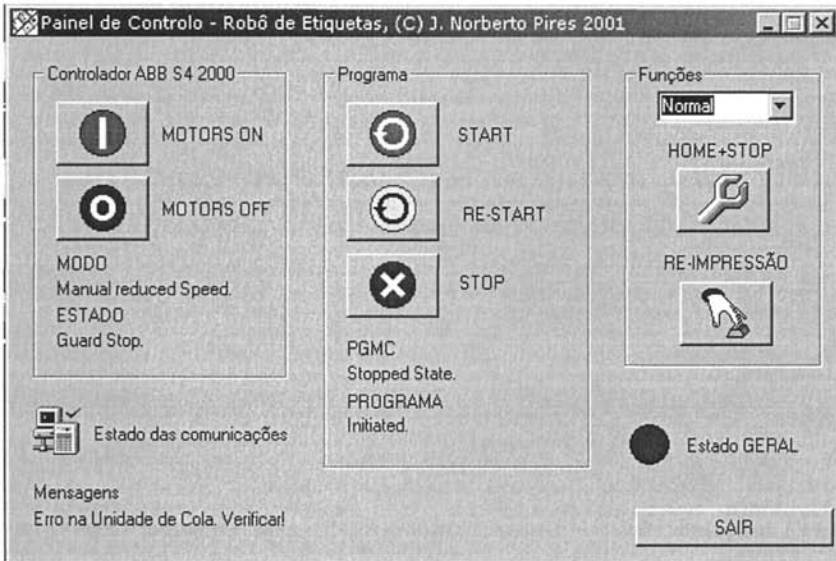 Painel de Controlo - Robô de Etiquetas, (C) J. Norberto Pires 2001
Controlador ABB S4 2000
MOTORS ON
MOTORS OFF
MODO
Manual reduced Speed.
ESTADO
Guard Stop.
Programa
START
RE-START
STOP
PGMC
Stopped State.
PROGRAMA
Initiated.
Funções
Normal
HOME+STOP
RE-IMPRESSÃO
Estado das comunicações
Estado GERAL
Mensagens
Erro na Unidade de Cola. Verificar!
SAIR